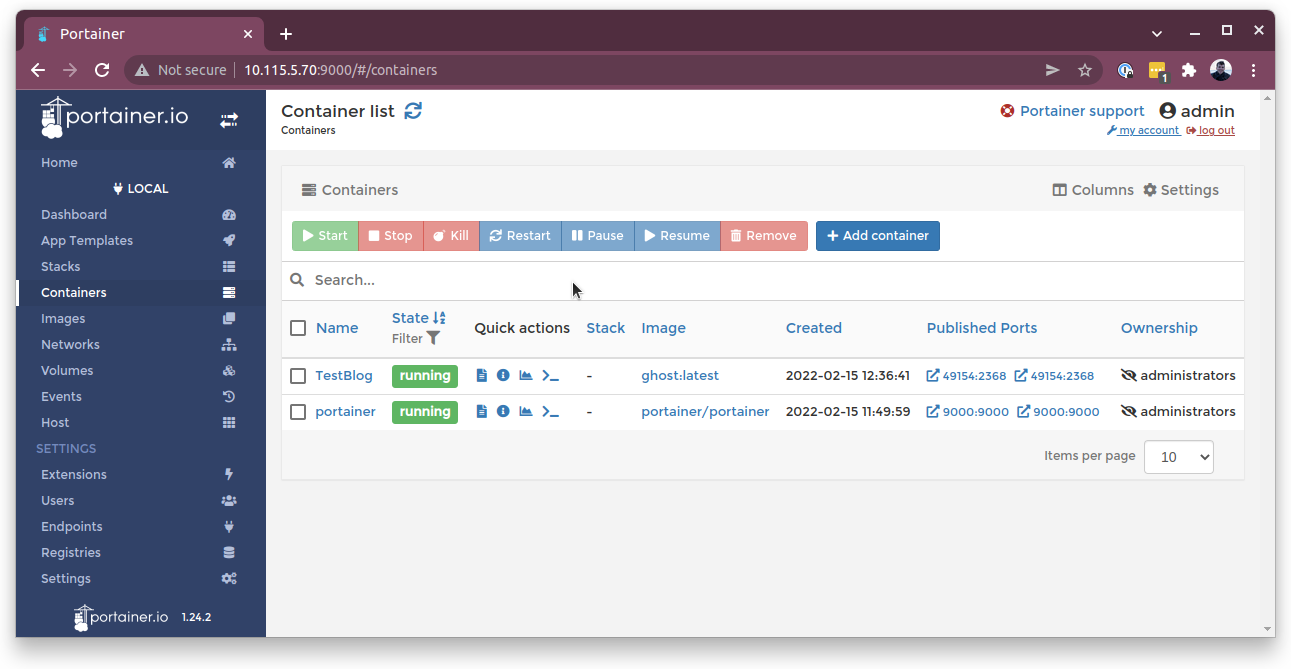 Portainer
Not secure 10.115.5.70:9000/#/containers
1
portainer.io
Home
LOCAL
Dashboard
App Templates
Stacks
Containers
Images
Networks
Volumes
Events
Host
SETTINGS
Extensions
Users
Endpoints
Registries
Settings
portainer.io 1.24.2
Container list
Containers
Portainer support admin
my account log out
Containers
Columns Settings
Start Stop Kill Restart Pause Resume Remove Add container
Search...
Name State Filter Quick actions Stack Image Created Published Ports Ownership
TestBlog running - ghost:latest 2022-02-15 12:36:41 49154:2368 49154:2368 administrators
portainer running - portainer/portainer 2022-02-15 11:49:59 9000:9000 9000:9000 administrators
Items per page 10